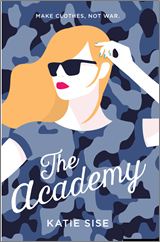 MAKE CLOTHES, NOT WAR.
The
Academy
KATIE SISE